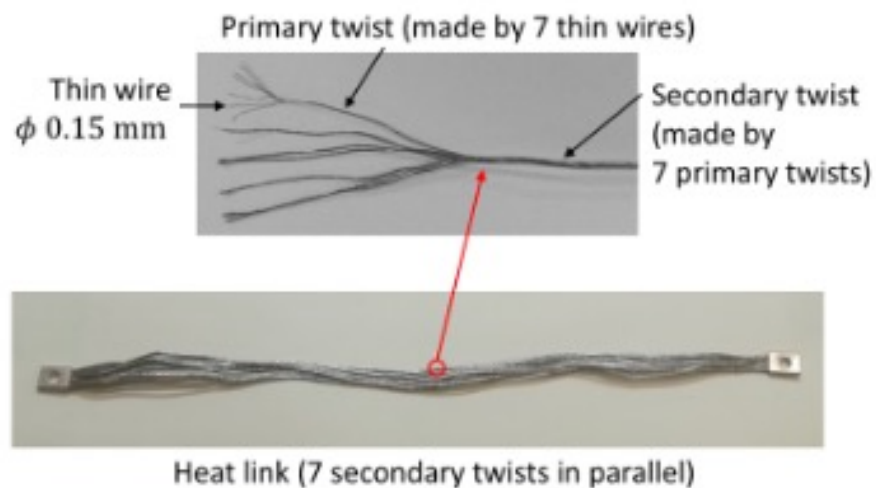 Primary twist (made by 7 thin wires)
Thin wire
ϕ 0.15 mm
Secondary twist
(made by
7 primary twists)
Heat link (7 secondary twists in parallel)